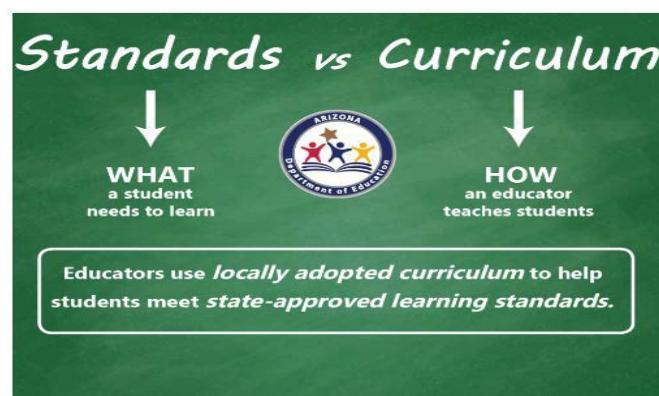 Standards vs Curriculum
ARIZONA
Department of Education
WHAT
a student
needs to learn
HOW
an educator
teaches students
Educators use locally adopted curriculum to help
students meet state-approved learning standards.